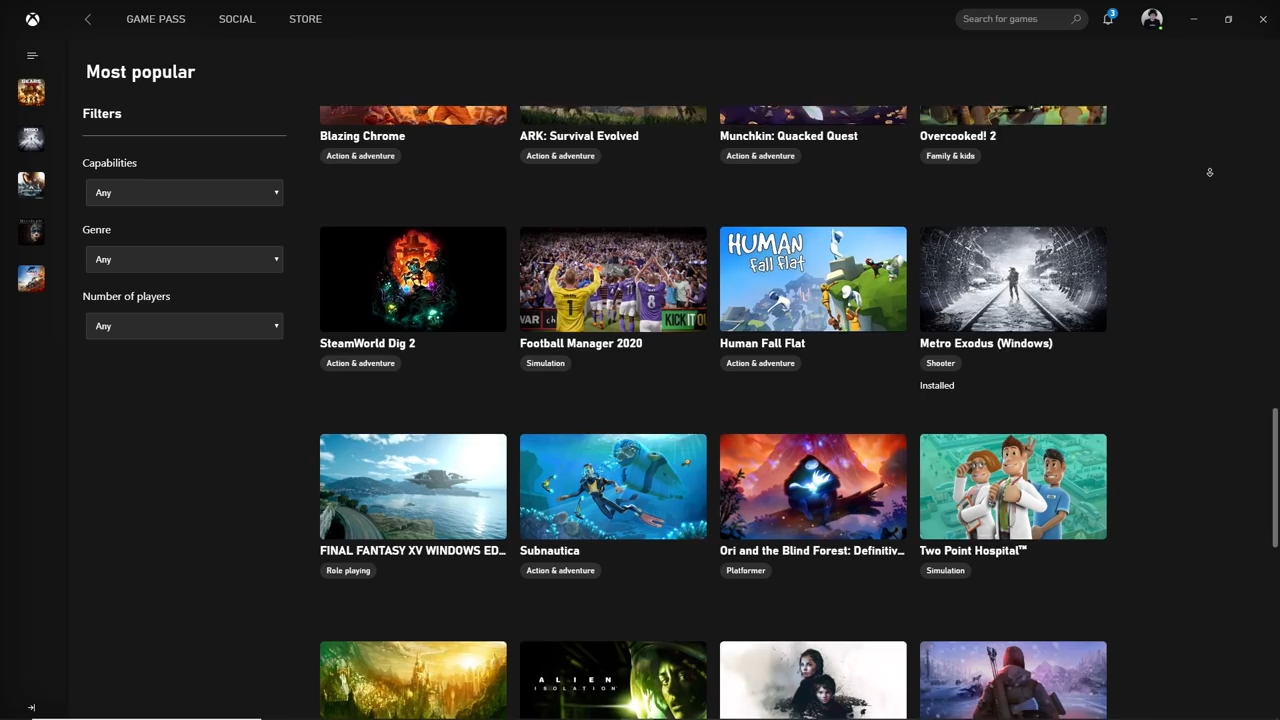 GAME PASS
SOCIAL
STORE
Search for games
3
Most popular
Filters
Capabilities
Any
Genre
Any
Number of players
Any
Blazing Chrome
Action & adventure
ARK: Survival Evolved
Action & adventure
Munchkin: Quacked Quest
Action & adventure
Overcooked! 2
Family & kids
SteamWorld Dig 2
Action & adventure
KICK IT OU
Football Manager 2020
Simulation
HUMAN
fall flat
Human Fall Flat
Action & adventure
Metro Exodus (Windows)
Shooter
Installed
FINAL FANTASY XV WINDOWS ED...
Role playing
Subnautica
Action & adventure
Ori and the Blind Forest: Definitiv...
Platformer
Two Point Hospital™
Simulation
ALIEN
ISOLATION